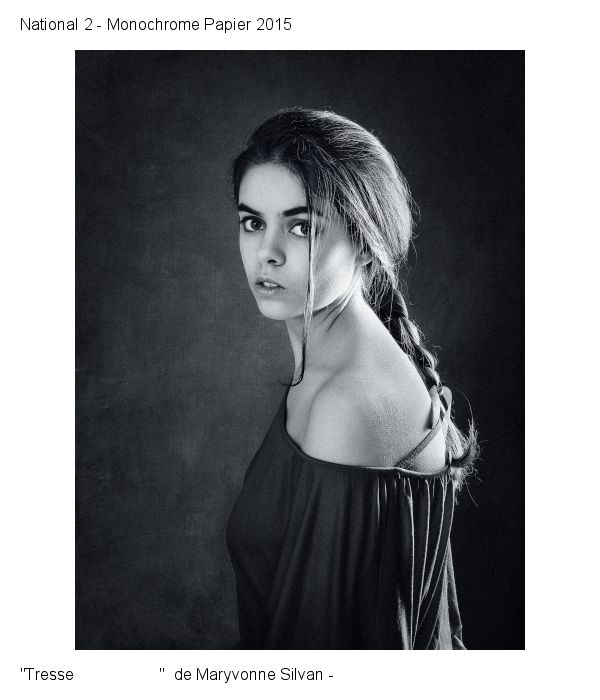 National 2 - Monochrome Papier 2015
"Tresse " de Maryvonne Silvan -